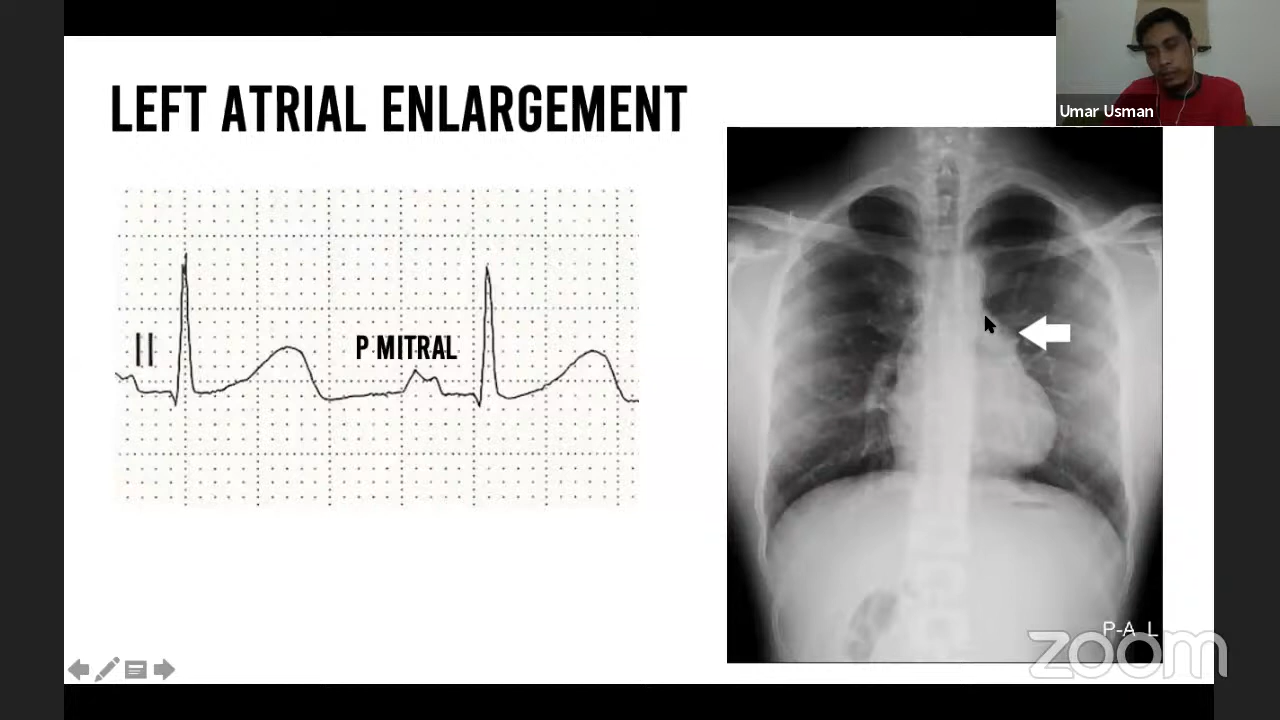 LEFT ATRIAL ENLARGEMENT
Umar Usman
II
P MITRAL
P-A L
zoom